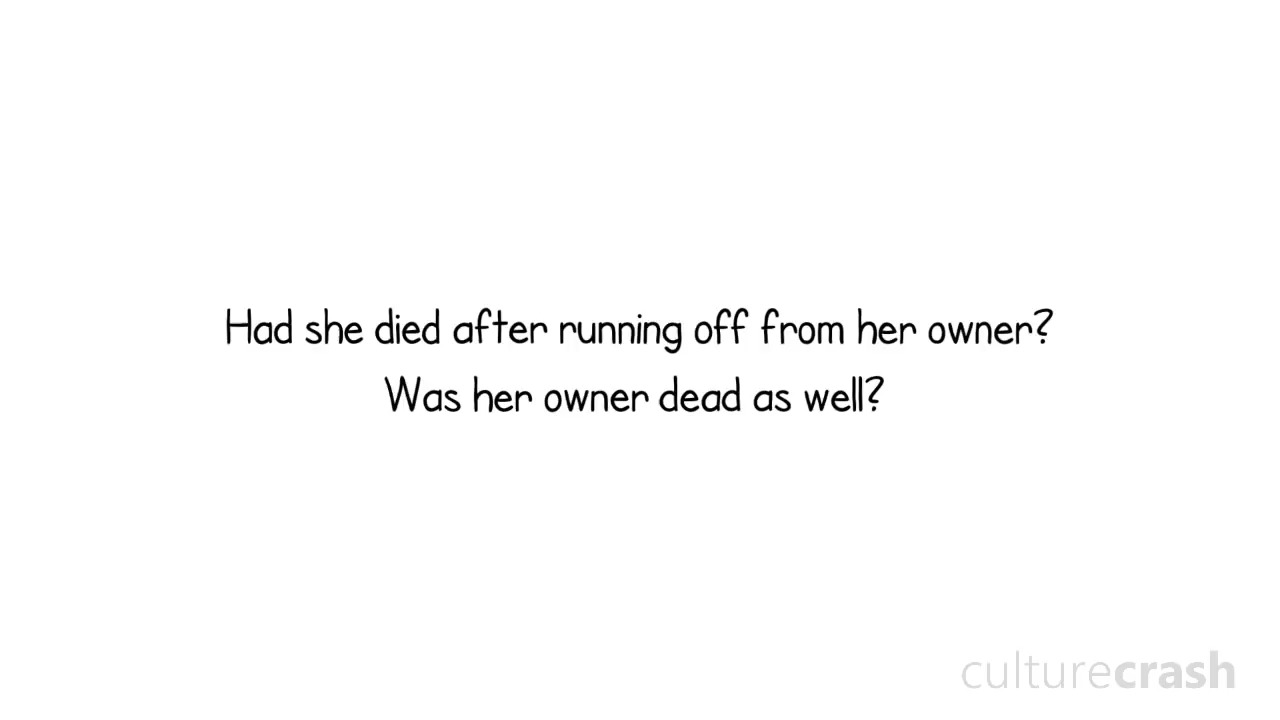 Had she died after running off from her owner?
Was her owner dead as well?
culturecrash